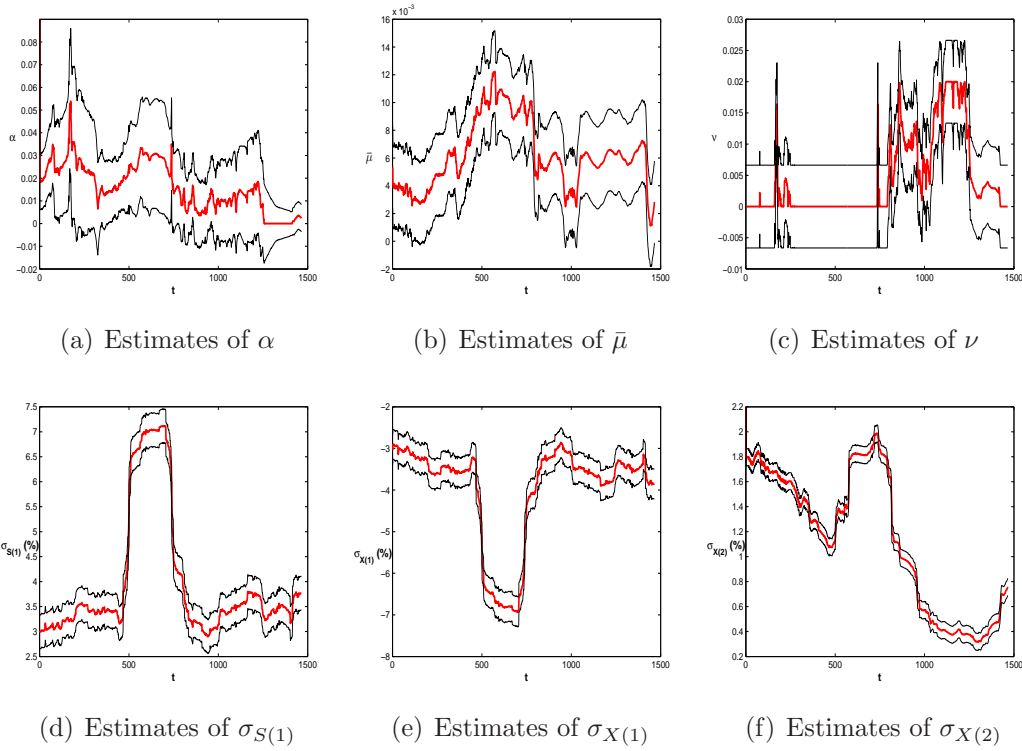 0.09
0.08
0.07
0.06
0.05
α
0.04
0.03
0.02
0.01
0
−0.01
−0.02
0 500 1000 1500
t
x 10⁻³
16
14
12
10
8
μ̄
6
4
2
0
−2
0 500 1000 1500
t
0.03
0.025
0.02
0.015
ν
0.01
0.005
0
−0.005
−0.01
0 500 1000 1500
t
(a) Estimates of α
(b) Estimates of μ̄
(c) Estimates of ν
7.5
7
6.5
6
5.5
5
σS(1) (%)
4.5
4
3.5
3
2.5
0 500 1000 1500
t
−2
−3
−4
−5
σX(1) (%)
−6
−7
−8
0 500 1000 1500
t
2.2
2
1.8
1.6
1.4
1.2
σX(2) (%)
1
0.8
0.6
0.4
0.2
0 500 1000 1500
t
(d) Estimates of σS(1)
(e) Estimates of σX(1)
(f) Estimates of σX(2)